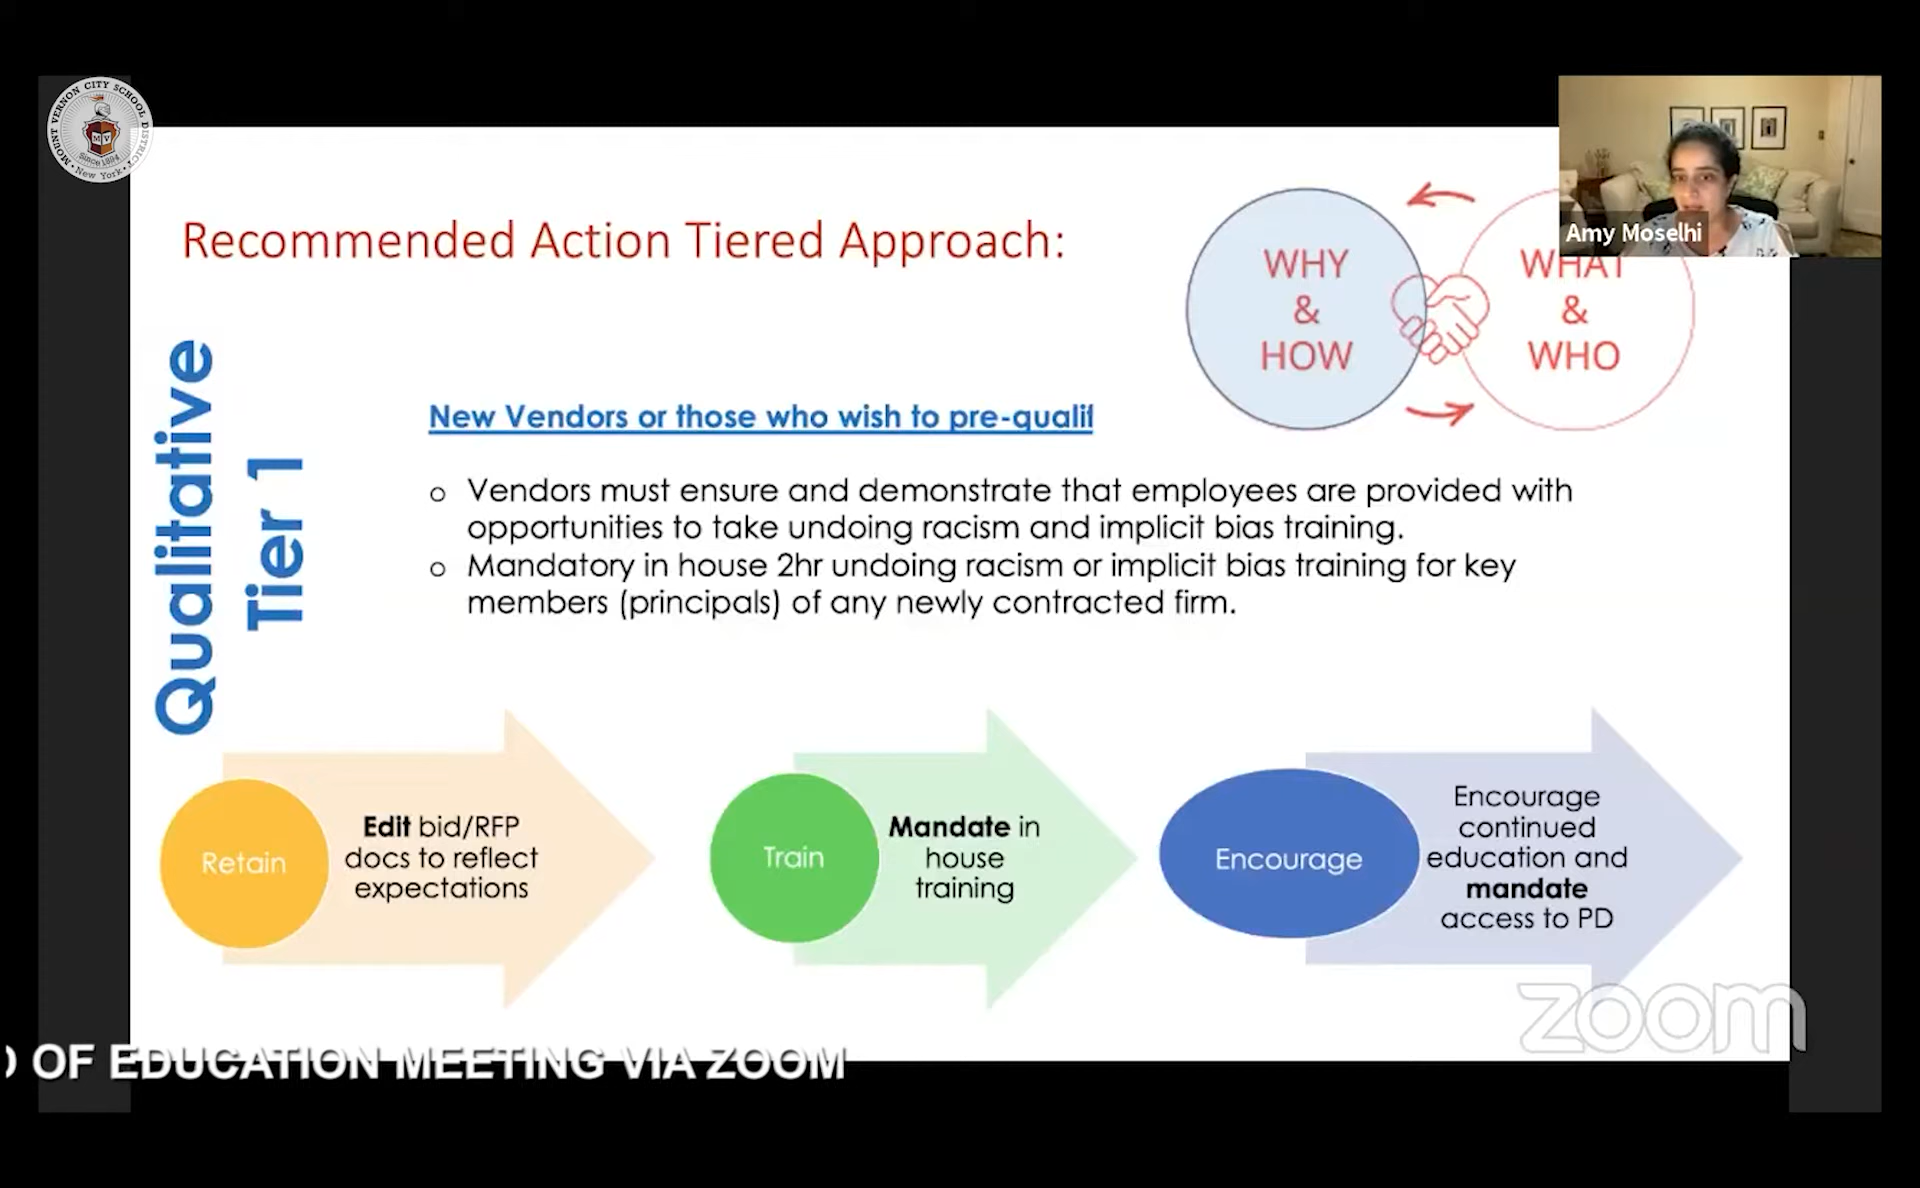 MOUNT VERNON CITY SCHOOL DISTRICT
MV
Since 1894
New York
Recommended Action Tiered Approach:
WHY
&
HOW
WHAT
&
WHO
Amy Moselhi
Qualitative
Tier 1
New Vendors or those who wish to pre-qualif
o Vendors must ensure and demonstrate that employees are provided with
opportunities to take undoing racism and implicit bias training.
o Mandatory in house 2hr undoing racism or implicit bias training for key
members (principals) of any newly contracted firm.
Retain
Edit bid/RFP
docs to reflect
expectations
Train
Mandate in
house
training
Encourage
Encourage
continued
education and
mandate
access to PD
zoom
OF EDUCATION MEETING VIA ZOOM